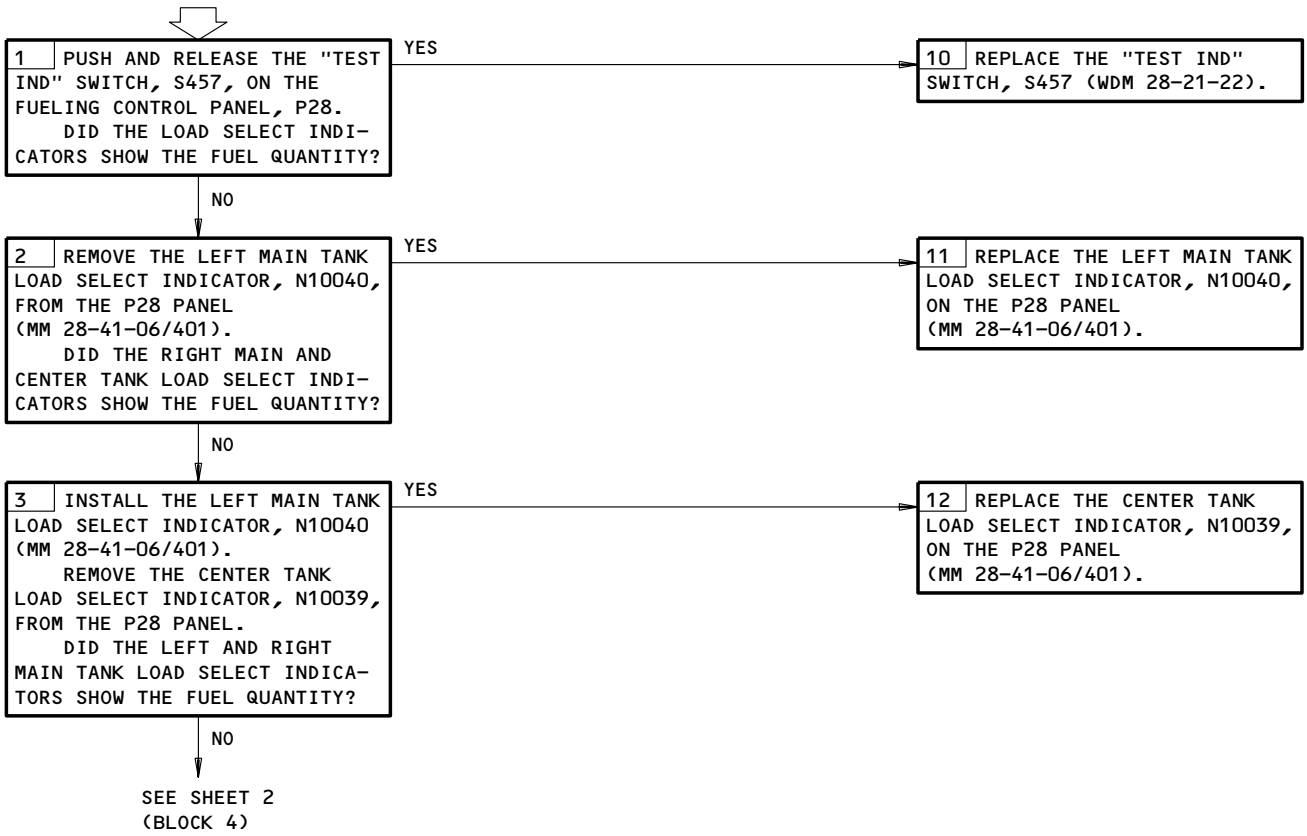 1 PUSH AND RELEASE THE "TEST
IND" SWITCH, S457, ON THE
FUELING CONTROL PANEL, P28.
DID THE LOAD SELECT INDI-
CATORS SHOW THE FUEL QUANTITY?
YES
10 REPLACE THE "TEST IND"
SWITCH, S457 (WDM 28-21-22).
NO
2 REMOVE THE LEFT MAIN TANK
LOAD SELECT INDICATOR, N10040,
FROM THE P28 PANEL
(MM 28-41-06/401).
DID THE RIGHT MAIN AND
CENTER TANK LOAD SELECT INDI-
CATORS SHOW THE FUEL QUANTITY?
YES
11 REPLACE THE LEFT MAIN TANK
LOAD SELECT INDICATOR, N10040,
ON THE P28 PANEL
(MM 28-41-06/401).
NO
3 INSTALL THE LEFT MAIN TANK
LOAD SELECT INDICATOR, N10040
(MM 28-41-06/401).
REMOVE THE CENTER TANK
LOAD SELECT INDICATOR, N10039,
FROM THE P28 PANEL.
DID THE LEFT AND RIGHT
MAIN TANK LOAD SELECT INDICA-
TORS SHOW THE FUEL QUANTITY?
YES
12 REPLACE THE CENTER TANK
LOAD SELECT INDICATOR, N10039,
ON THE P28 PANEL
(MM 28-41-06/401).
NO
SEE SHEET 2
(BLOCK 4)